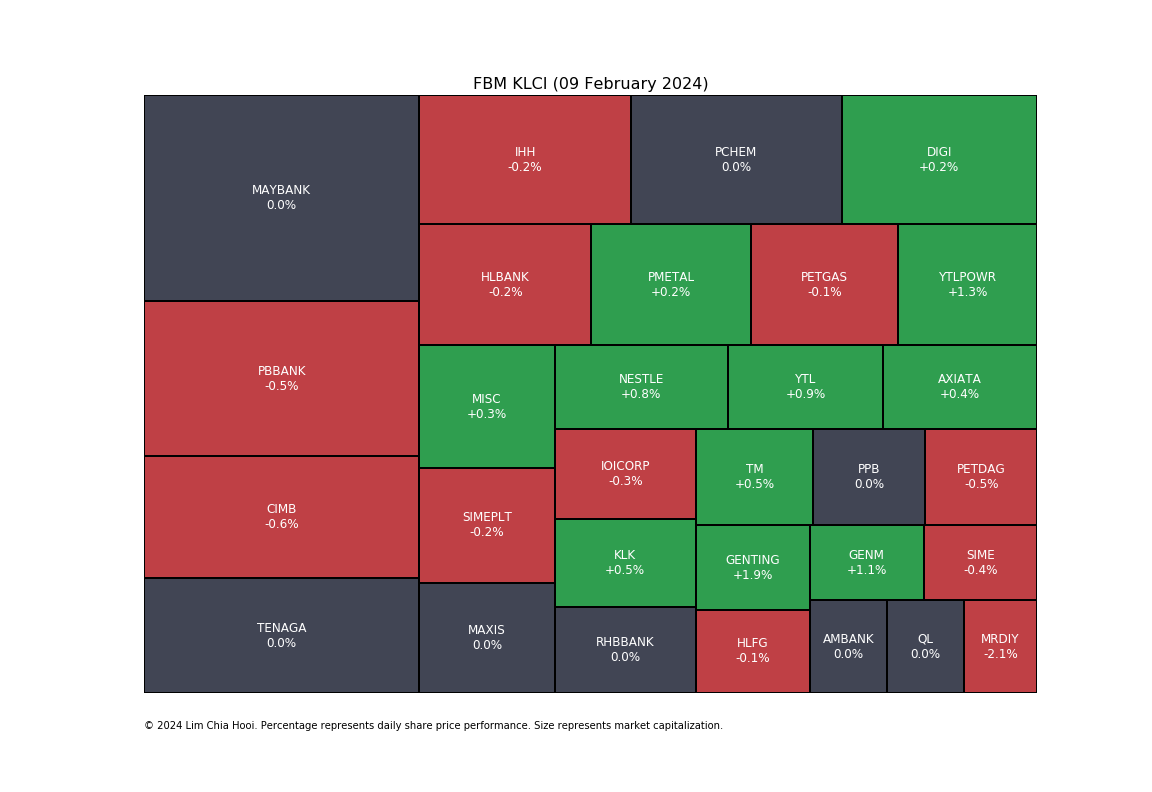 FBM KLCI (09 February 2024)
MAYBANK
0.0%
PBBANK
-0.5%
CIMB
-0.6%
TENAGA
0.0%
IHH
-0.2%
PCHEM
0.0%
DIGI
+0.2%
HLBANK
-0.2%
PMETAL
+0.2%
PETGAS
-0.1%
YTLPOWR
+1.3%
MISC
+0.3%
SIMEPLT
-0.2%
MAXIS
0.0%
NESTLE
+0.8%
YTL
+0.9%
AXIATA
+0.4%
IOICORP
-0.3%
KLK
+0.5%
RHBBANK
0.0%
TM
+0.5%
PPB
0.0%
PETDAG
-0.5%
GENTING
+1.9%
HLFG
-0.1%
GENM
+1.1%
SIME
-0.4%
AMBANK
0.0%
QL
0.0%
MRDIY
-2.1%
© 2024 Lim Chia Hooi. Percentage represents daily share price performance. Size represents market capitalization.